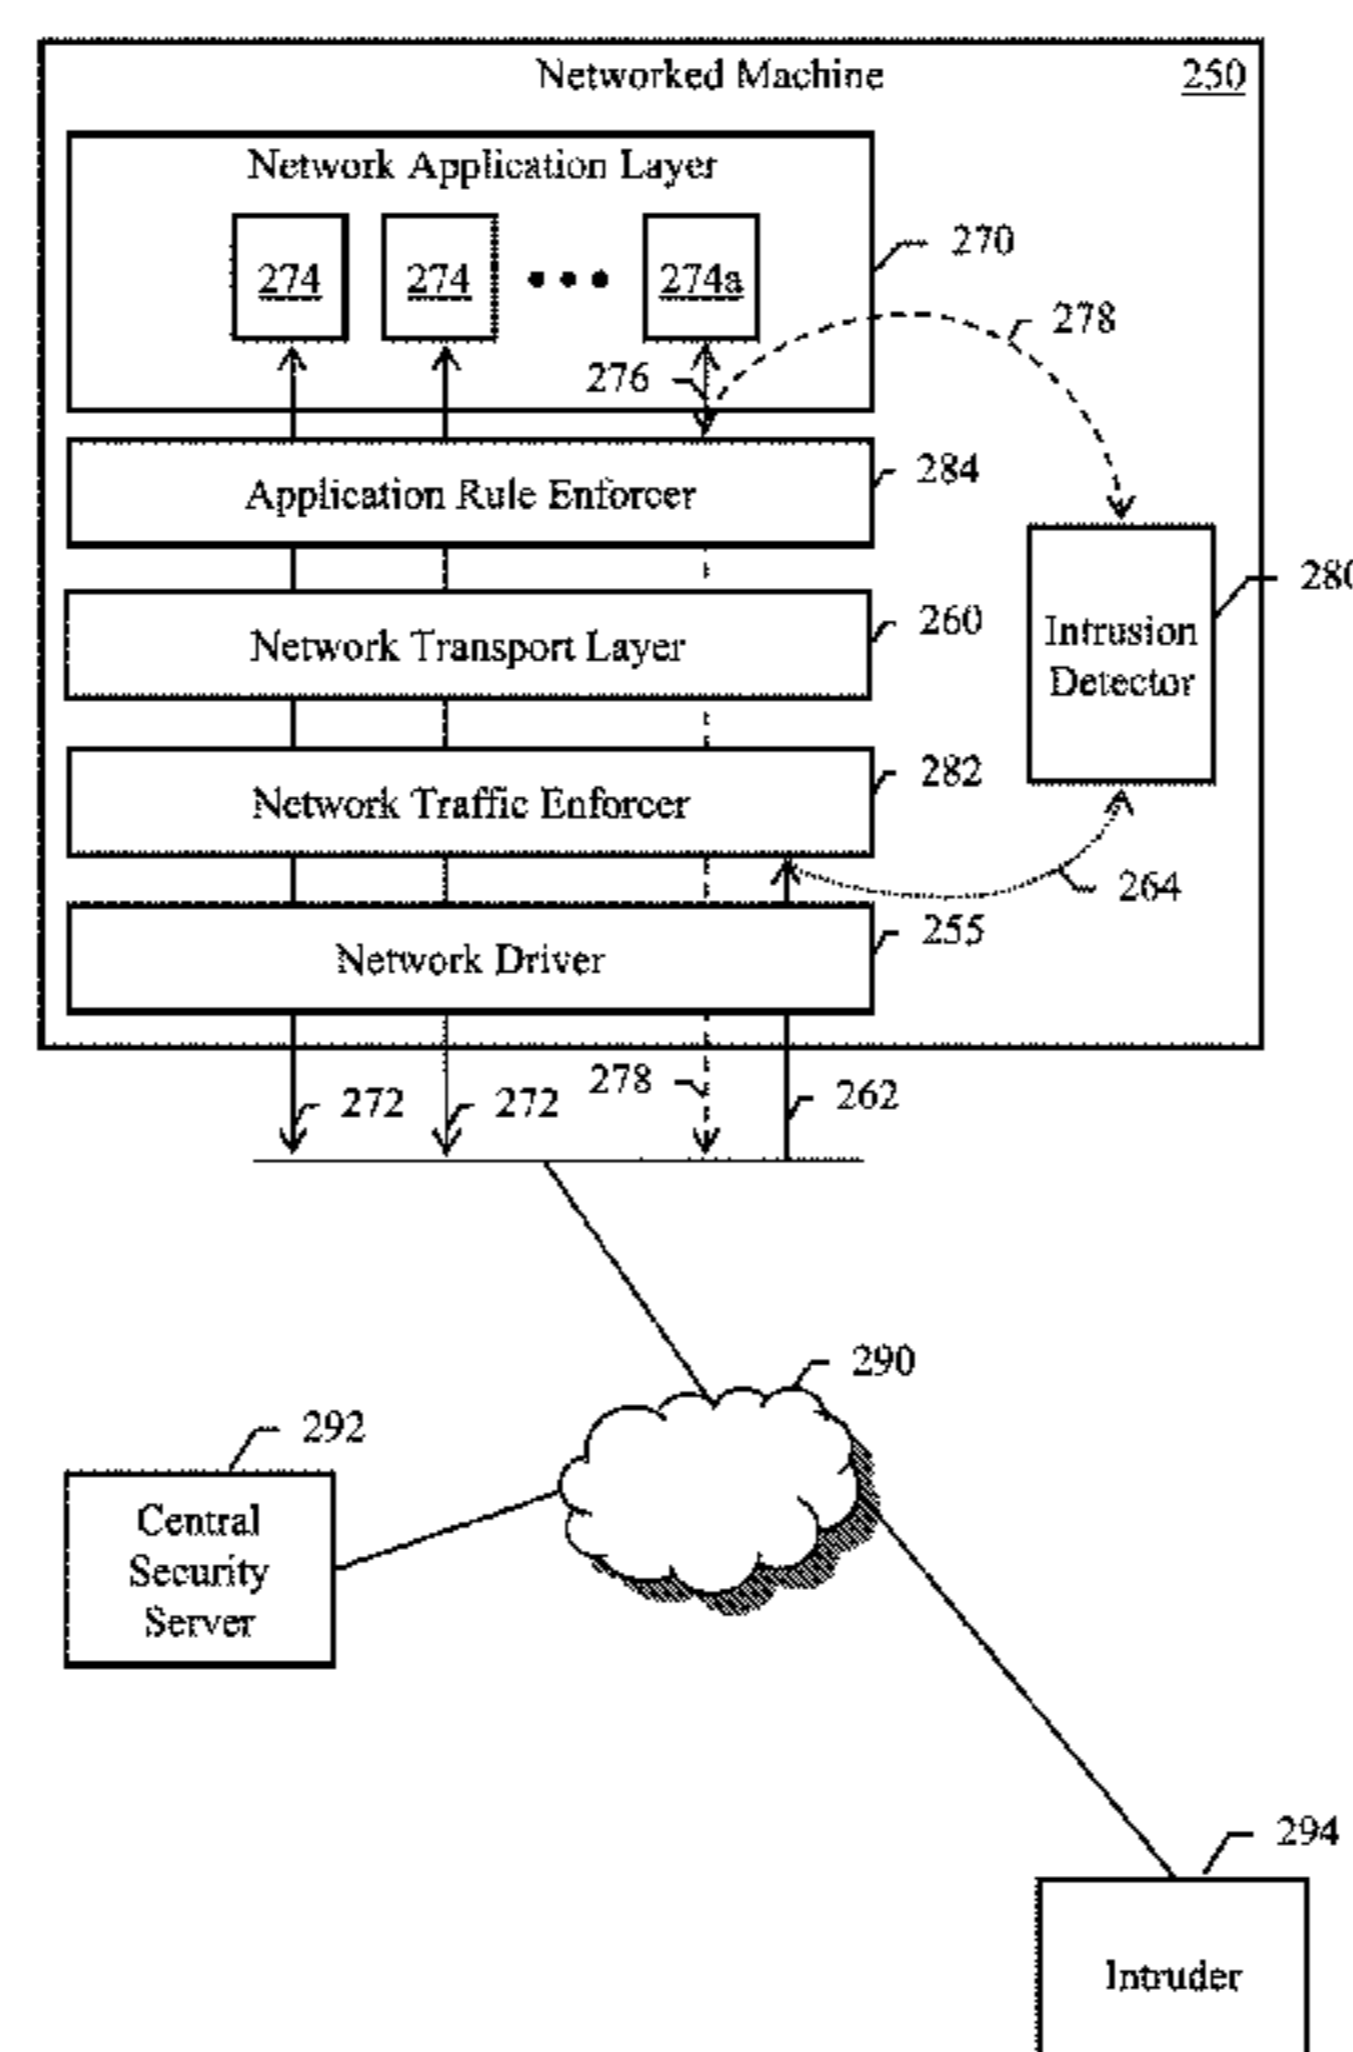 Networked Machine
250
Network Application Layer
274
274
274a
270
278
276
Application Rule Enforcer
284
280
Network Transport Layer
260
Intrusion
Detector
Network Traffic Enforcer
282
264
Network Driver
255
272
272
278
262
290
292
Central
Security
Server
294
Intruder